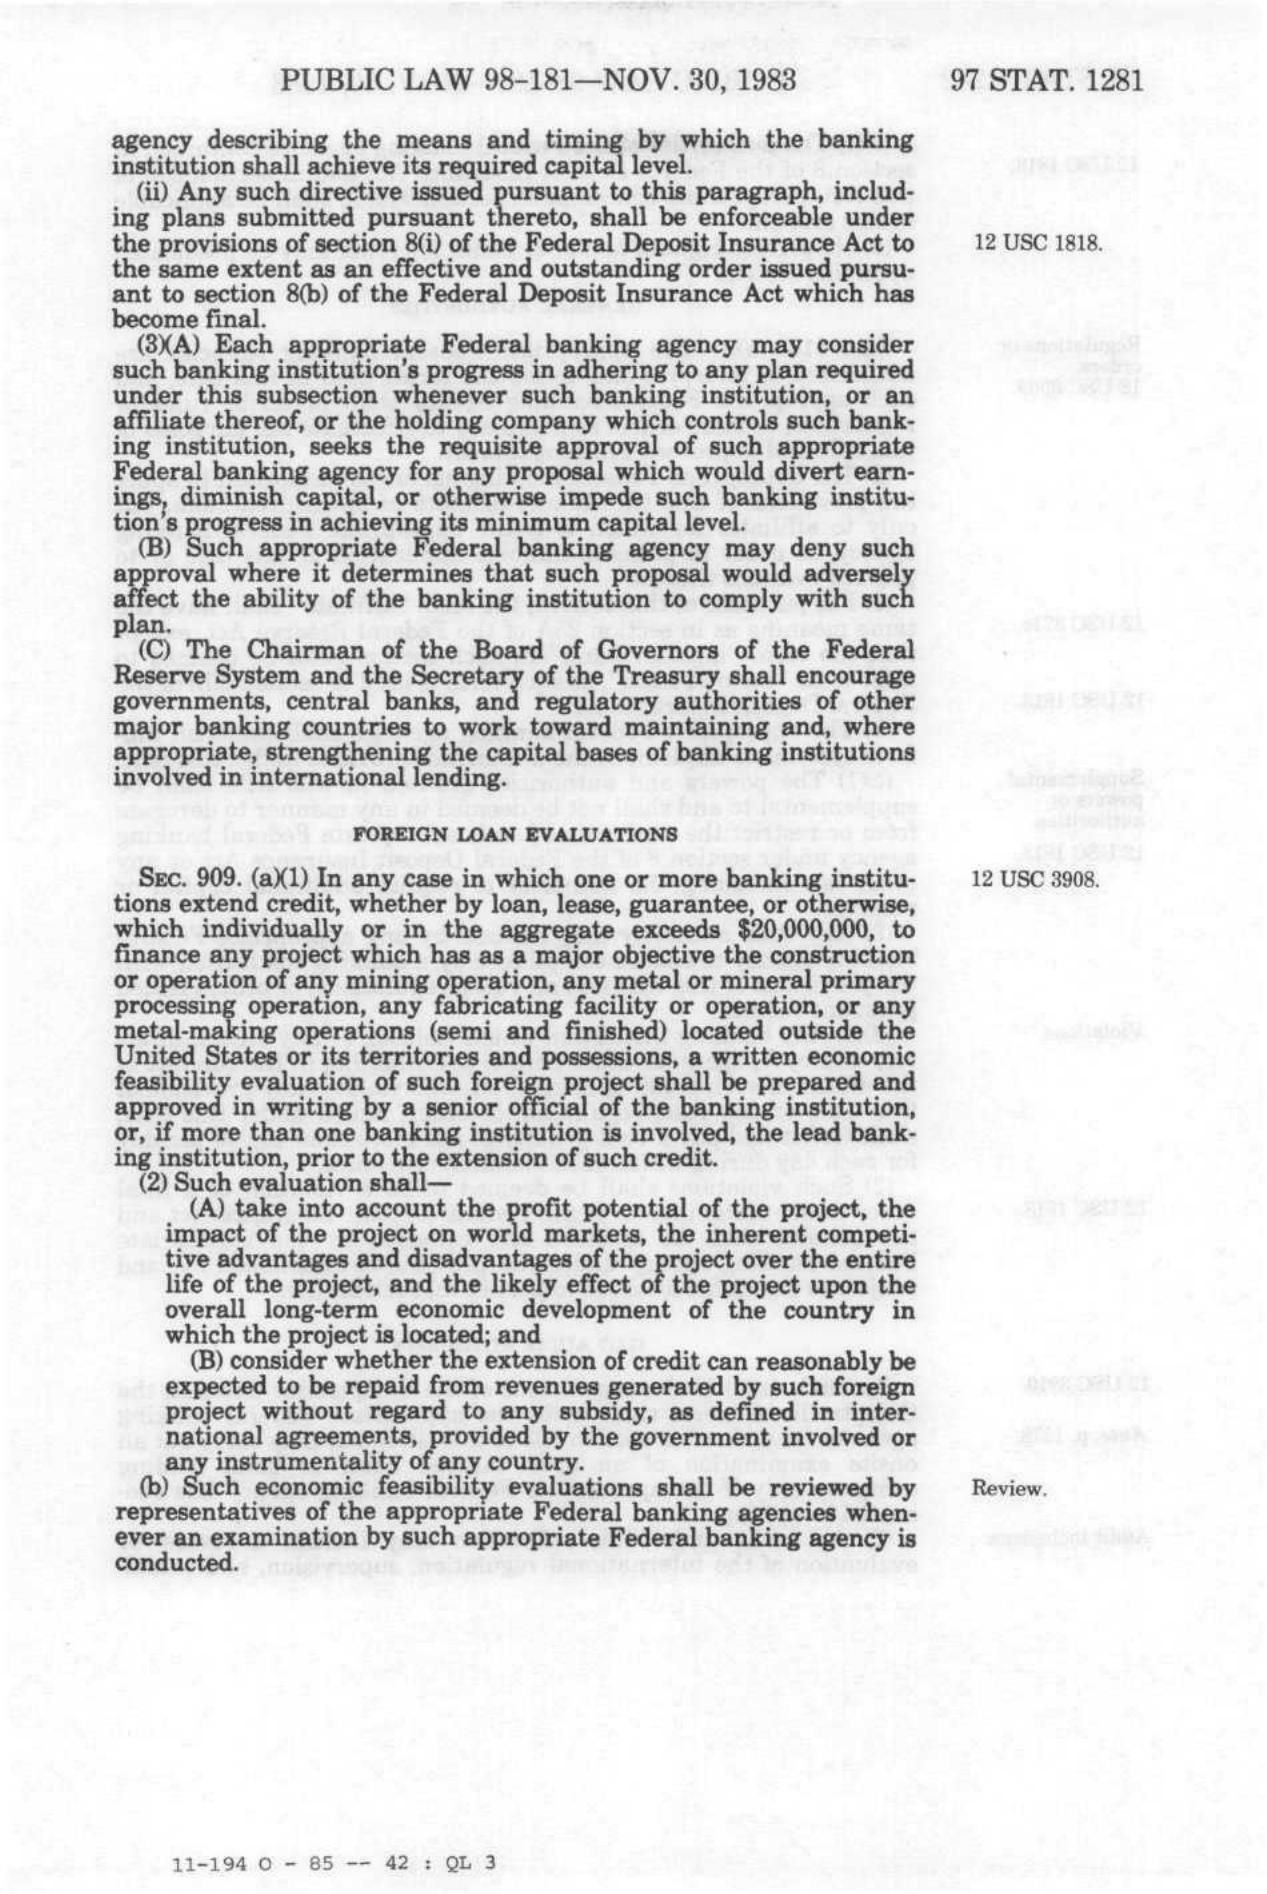 PUBLIC LAW 98-181—NOV. 30, 1983 97 STAT. 1281
agency describing the means and timing by which the banking
institution shall achieve its required capital level.
(ii) Any such directive issued pursuant to this paragraph, includ-
ing plans submitted pursuant thereto, shall be enforceable under
the provisions of section 8(i) of the Federal Deposit Insurance Act to
12 USC 1818.
the same extent as an effective and outstanding order issued pursu-
ant to section 8(b) of the Federal Deposit Insurance Act which has
become final.
(3)(A) Each appropriate Federal banking agency may consider
such banking institution's progress in adhering to any plan required
under this subsection whenever such banking institution, or an
affiliate thereof, or the holding company which controls such bank-
ing institution, seeks the requisite approval of such appropriate
Federal banking agency for any proposal which would divert earn-
ings, diminish capital, or otherwise impede such banking institu-
tion's progress in achieving its minimum capital level.
(B) Such appropriate Federal banking agency may deny such
approval where it determines that such proposal would adversely
affect the ability of the banking institution to comply with such
plan.
(C) The Chairman of the Board of Governors of the Federal
Reserve System and the Secretary of the Treasury shall encourage
governments, central banks, and regulatory authorities of other
major banking countries to work toward maintaining and, where
appropriate, strengthening the capital bases of banking institutions
involved in international lending.
FOREIGN LOAN EVALUATIONS
SEC. 909. (a)(1) In any case in which one or more banking institu-
12 USC 3908.
tions extend credit, whether by loan, lease, guarantee, or otherwise,
which individually or in the aggregate exceeds $20,000,000, to
finance any project which has as a major objective the construction
or operation of any mining operation, any metal or mineral primary
processing operation, any fabricating facility or operation, or any
metal-making operations (semi and finished) located outside the
United States or its territories and possessions, a written economic
feasibility evaluation of such foreign project shall be prepared and
approved in writing by a senior official of the banking institution,
or, if more than one banking institution is involved, the lead bank-
ing institution, prior to the extension of such credit.
(2) Such evaluation shall—
(A) take into account the profit potential of the project, the
impact of the project on world markets, the inherent competi-
tive advantages and disadvantages of the project over the entire
life of the project, and the likely effect of the project upon the
overall long-term economic development of the country in
which the project is located; and
(B) consider whether the extension of credit can reasonably be
expected to be repaid from revenues generated by such foreign
project without regard to any subsidy, as defined in inter-
national agreements, provided by the government involved or
any instrumentality of any country.
(b) Such economic feasibility evaluations shall be reviewed by
Review.
representatives of the appropriate Federal banking agencies when-
ever an examination by such appropriate Federal banking agency is
conducted.
11-194 O - 85 -- 42 : QL 3